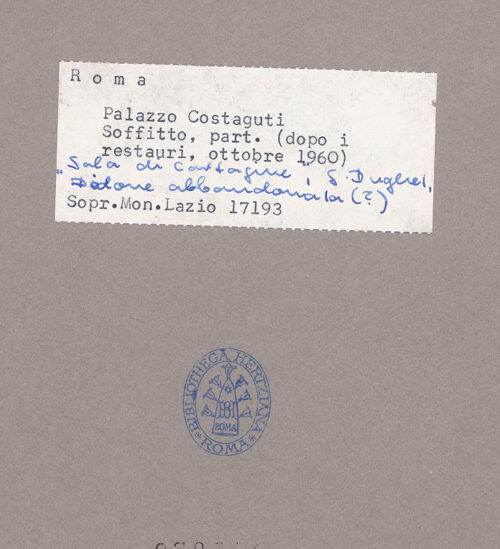 R o m a
Palazzo Costaguti
Soffitto, part. (dopo i
restauri, ottobre 1960)
"Sala di Cartagine", G. Dughet,
Didone abbandonata (?)
Sopr.Mon.Lazio 17193
BIBLIOTHECA HERTZIANA
ROMA
* ROMA *